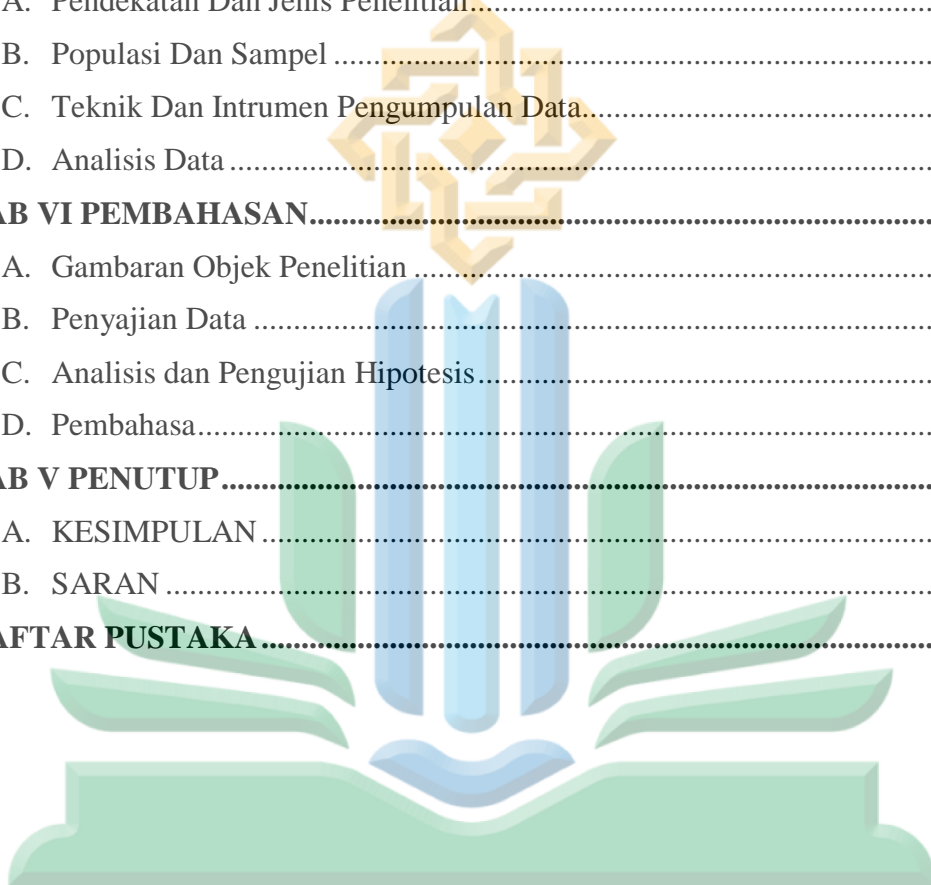 A. Pendekatan Dan Jenis Penelitian....................................................
B. Populasi Dan Sampel ....................................................................
C. Teknik Dan Intrumen Pengumpulan Data........................................
D. Analisis Data ................................................................................
AB VI PEMBAHASAN.......................................................................
A. Gambaran Objek Penelitian ...........................................................
B. Penyajian Data .............................................................................
C. Analisis dan Pengujian Hipotesis....................................................
D. Pembahasa....................................................................................
AB V PENUTUP................................................................................
A. KESIMPULAN ............................................................................
B. SARAN .......................................................................................
AFTAR PUSTAKA ...........................................................................